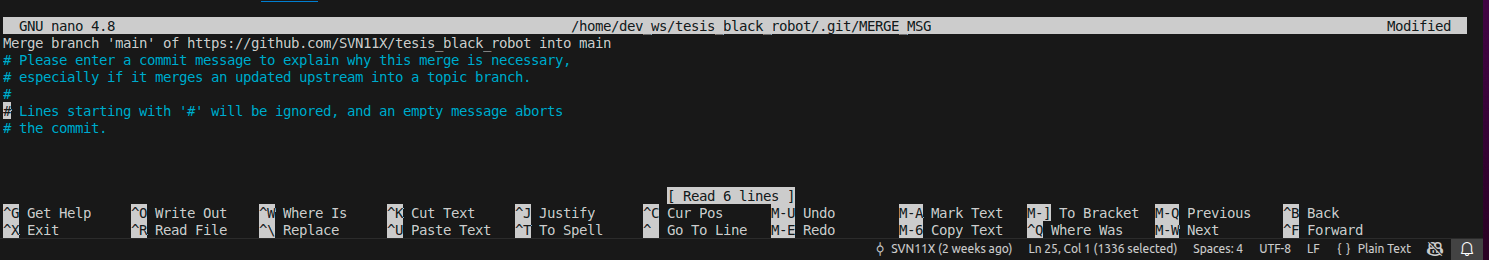 GNU nano 4.8 /home/dev_ws/tesis_black_robot/.git/MERGE_MSG Modified
Merge branch 'main' of https://github.com/SVN11X/tesis_black_robot into main
# Please enter a commit message to explain why this merge is necessary,
# especially if it merges an updated upstream into a topic branch.
#
# Lines starting with '#' will be ignored, and an empty message aborts
# the commit.
[ Read 6 lines ]
^G Get Help ^O Write Out ^W Where Is ^K Cut Text ^J Justify ^C Cur Pos M-U Undo M-A Mark Text M-] To Bracket M-Q Previous ^B Back
^X Exit ^R Read File ^\ Replace ^U Paste Text ^T To Spell ^_ Go To Line M-E Redo M-6 Copy Text ^Q Where Was M-W Next ^F Forward
SVN11X (2 weeks ago) Ln 25, Col 1 (1336 selected) Spaces: 4 UTF-8 LF { } Plain Text